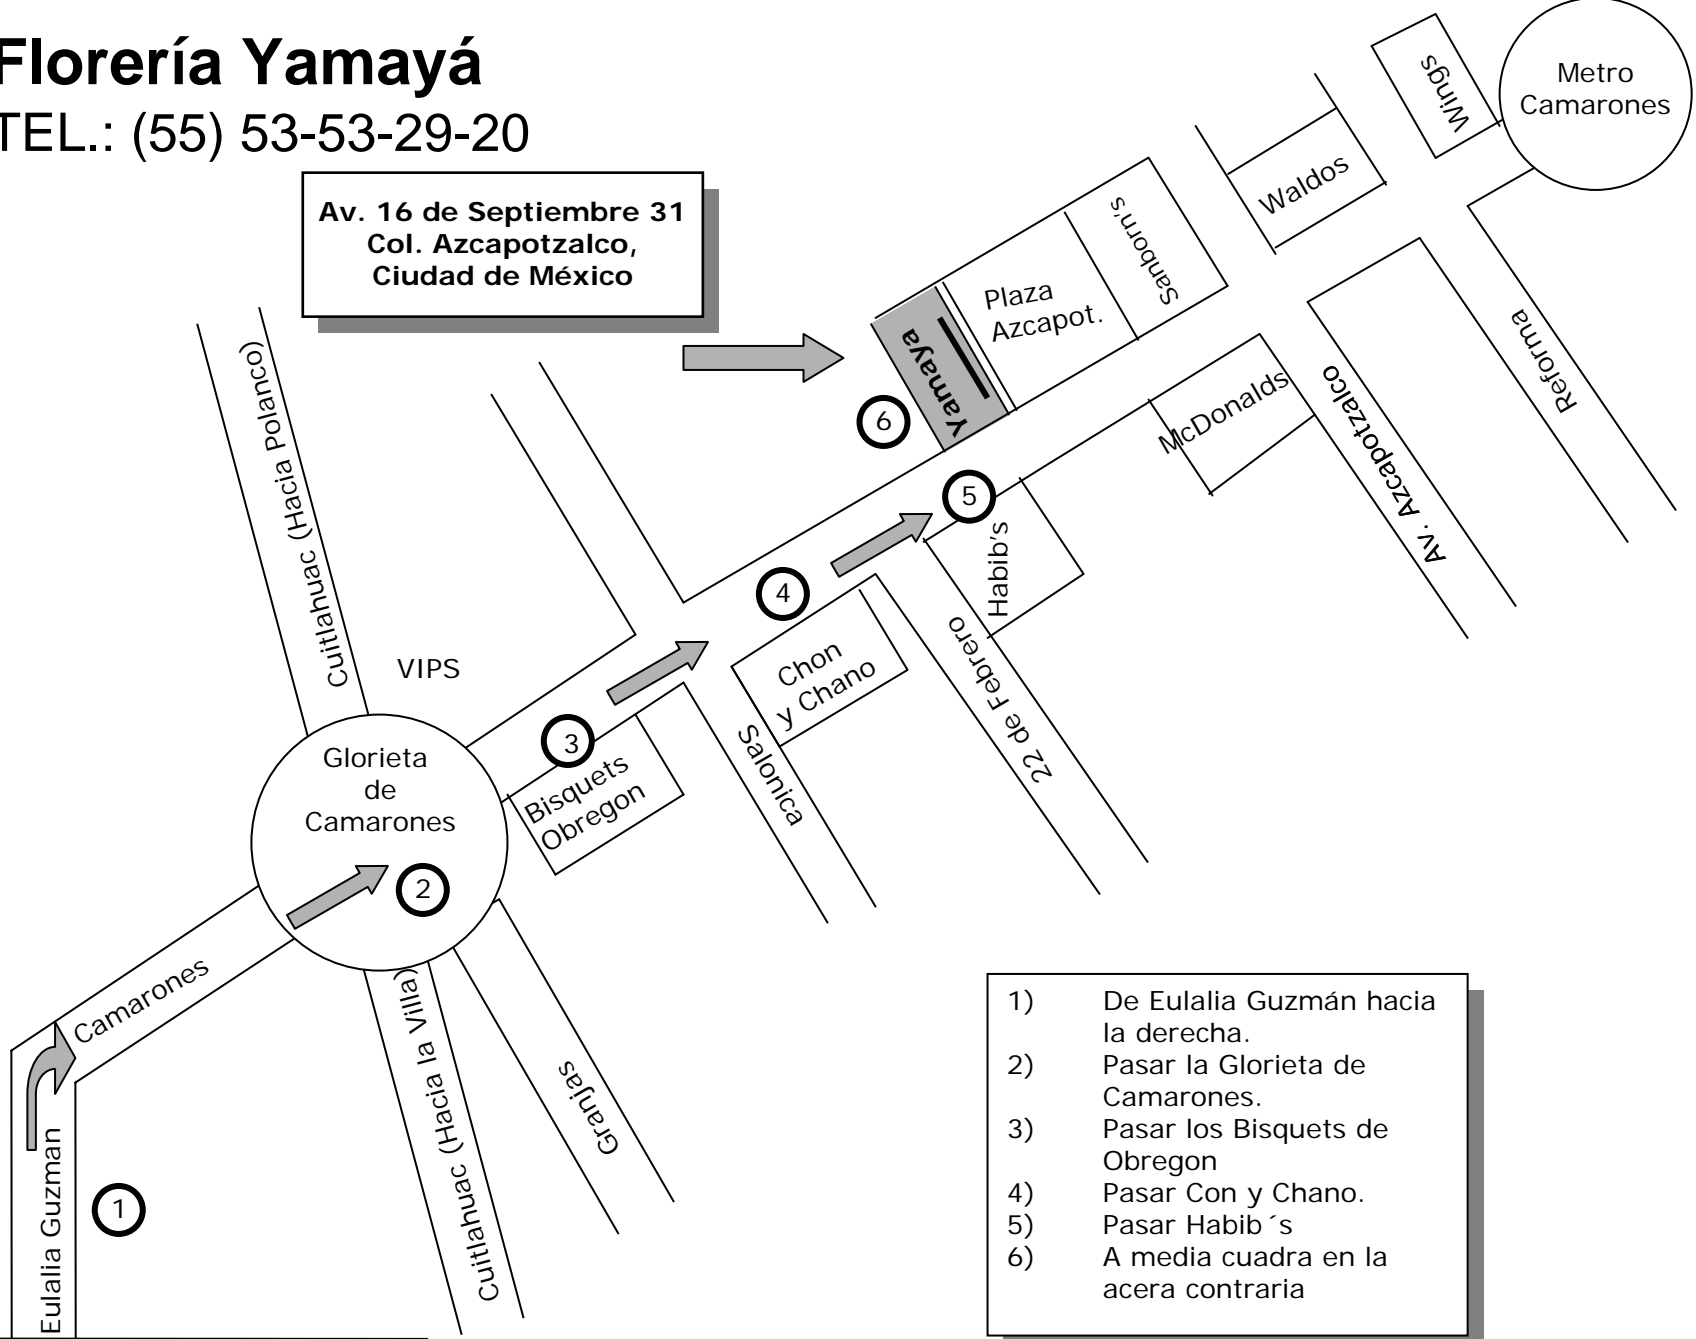 Florería Yamayá
TEL.: (55) 53-53-29-20
Av. 16 de Septiembre 31
Col. Azcapotzalco,
Ciudad de México
Wings
Metro
Camarones
Waldos
Sanborn's
Plaza
Azcapot.
Yamaya
6
McDonalds
Av. Azcapotzalco
Reforma
5
Habib's
4
22 de Febrero
Chon
y Chano
Salonica
Cuitlahuac (Hacia Polanco)
VIPS
3
Bisquets
Obregon
Glorieta
de
Camarones
2
Camarones
Cuitlahuac (Hacia la Villa)
Granjas
Eulalia Guzman
1
1) De Eulalia Guzmán hacia
la derecha.
2) Pasar la Glorieta de
Camarones.
3) Pasar los Bisquets de
Obregon
4) Pasar Con y Chano.
5) Pasar Habib´s
6) A media cuadra en la
acera contraria